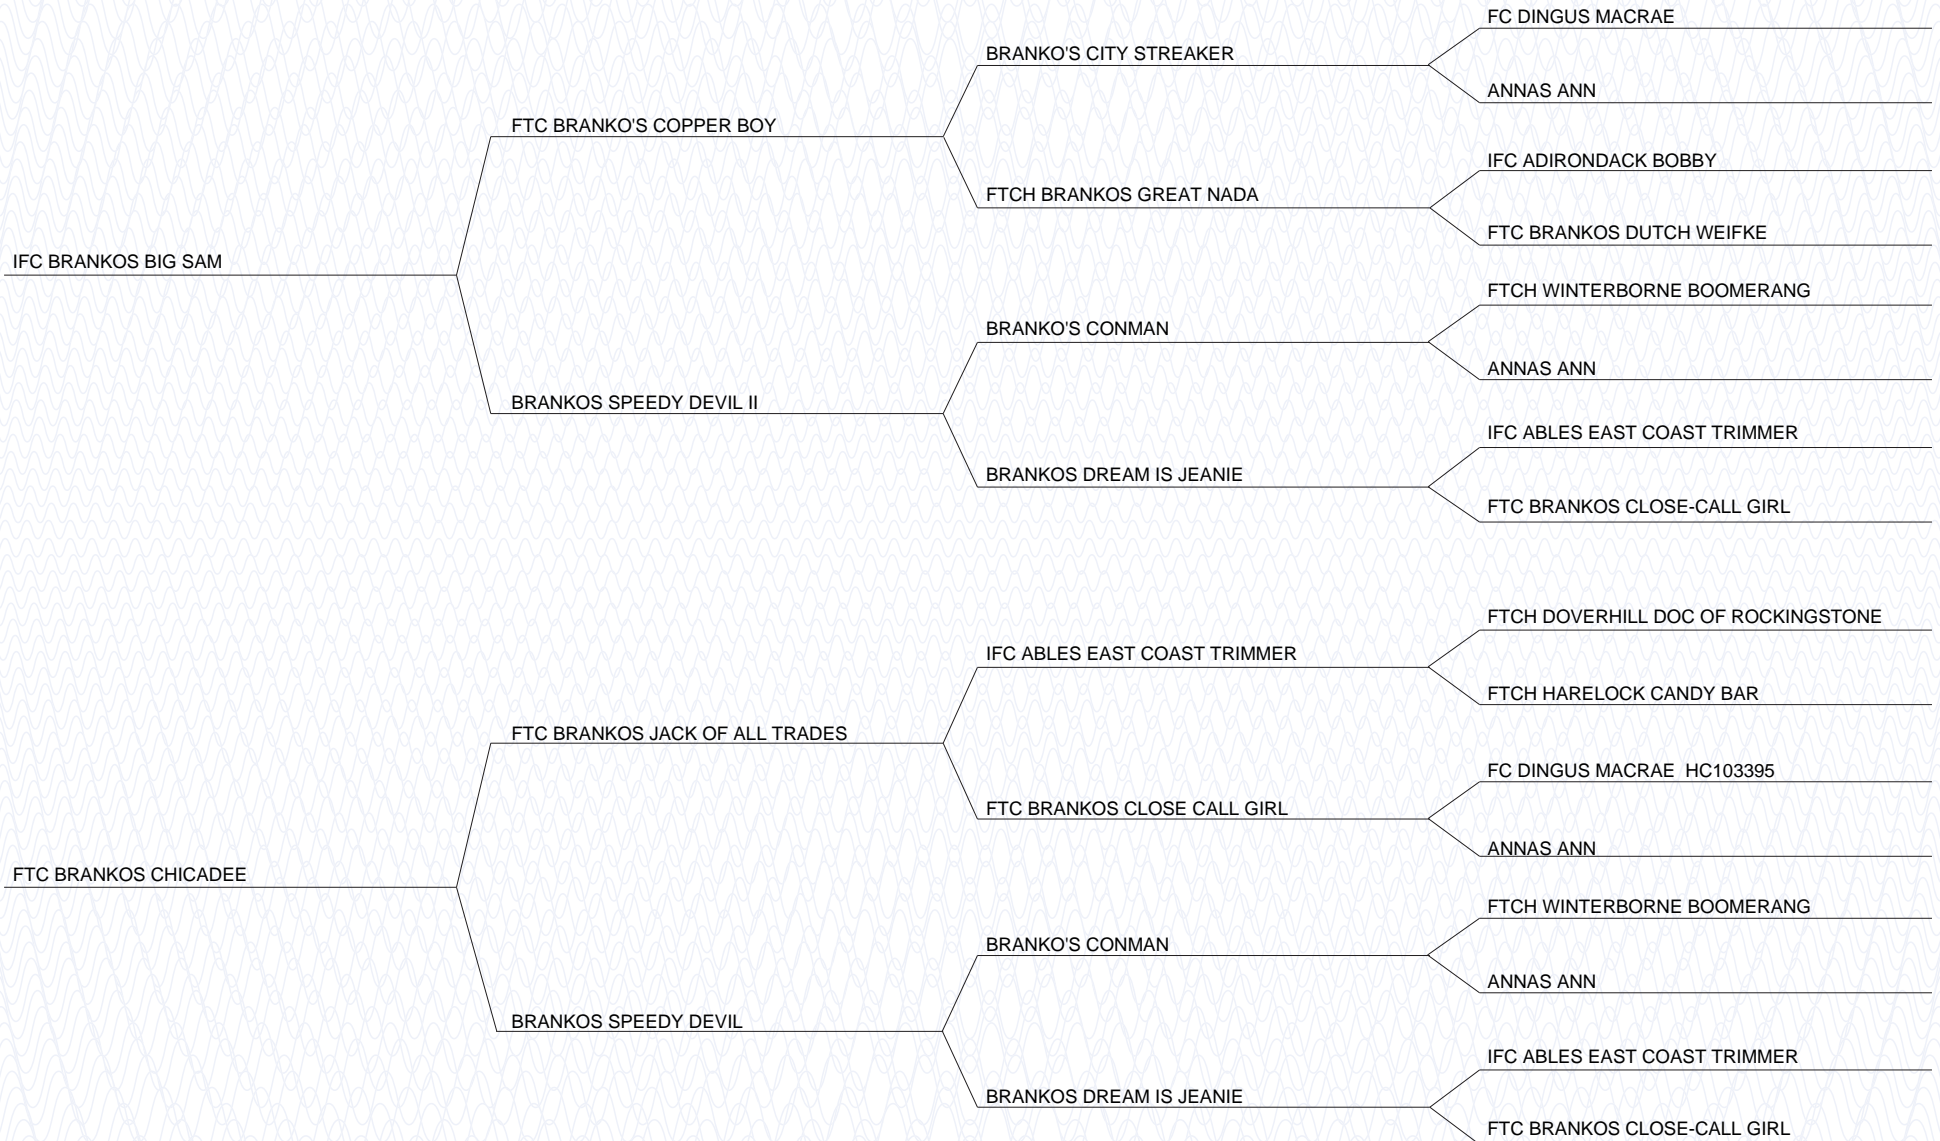 FC DINGUS MACRAE
BRANKO'S CITY STREAKER
ANNAS ANN
FTC BRANKO'S COPPER BOY
IFC ADIRONDACK BOBBY
FTCH BRANKOS GREAT NADA
FTC BRANKOS DUTCH WEIFKE
IFC BRANKOS BIG SAM
FTCH WINTERBORNE BOOMERANG
BRANKO'S CONMAN
ANNAS ANN
BRANKOS SPEEDY DEVIL II
IFC ABLES EAST COAST TRIMMER
BRANKOS DREAM IS JEANIE
FTC BRANKOS CLOSE-CALL GIRL
FTCH DOVERHILL DOC OF ROCKINGSTONE
IFC ABLES EAST COAST TRIMMER
FTCH HARELOCK CANDY BAR
FTC BRANKOS JACK OF ALL TRADES
FC DINGUS MACRAE  HC103395
FTC BRANKOS CLOSE CALL GIRL
ANNAS ANN
FTC BRANKOS CHICADEE
FTCH WINTERBORNE BOOMERANG
BRANKO'S CONMAN
ANNAS ANN
BRANKOS SPEEDY DEVIL
IFC ABLES EAST COAST TRIMMER
BRANKOS DREAM IS JEANIE
FTC BRANKOS CLOSE-CALL GIRL